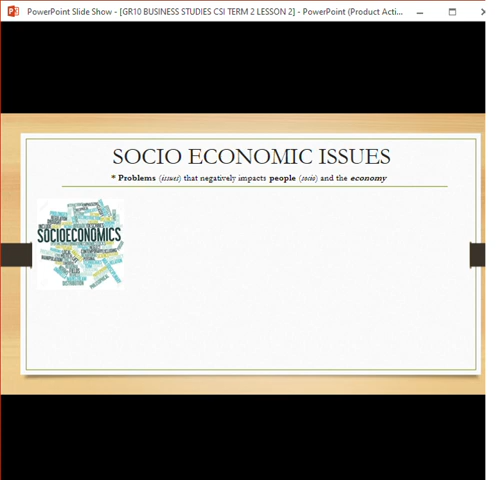 PowerPoint Slide Show - [GR10 BUSINESS STUDIES CSI TERM 2 LESSON 2] - PowerPoint (Product Acti...
SOCIO ECONOMIC ISSUES
* Problems (issues) that negatively impacts people (socio) and the economy
SOCIOECONOMICS
DISTRIBUTION